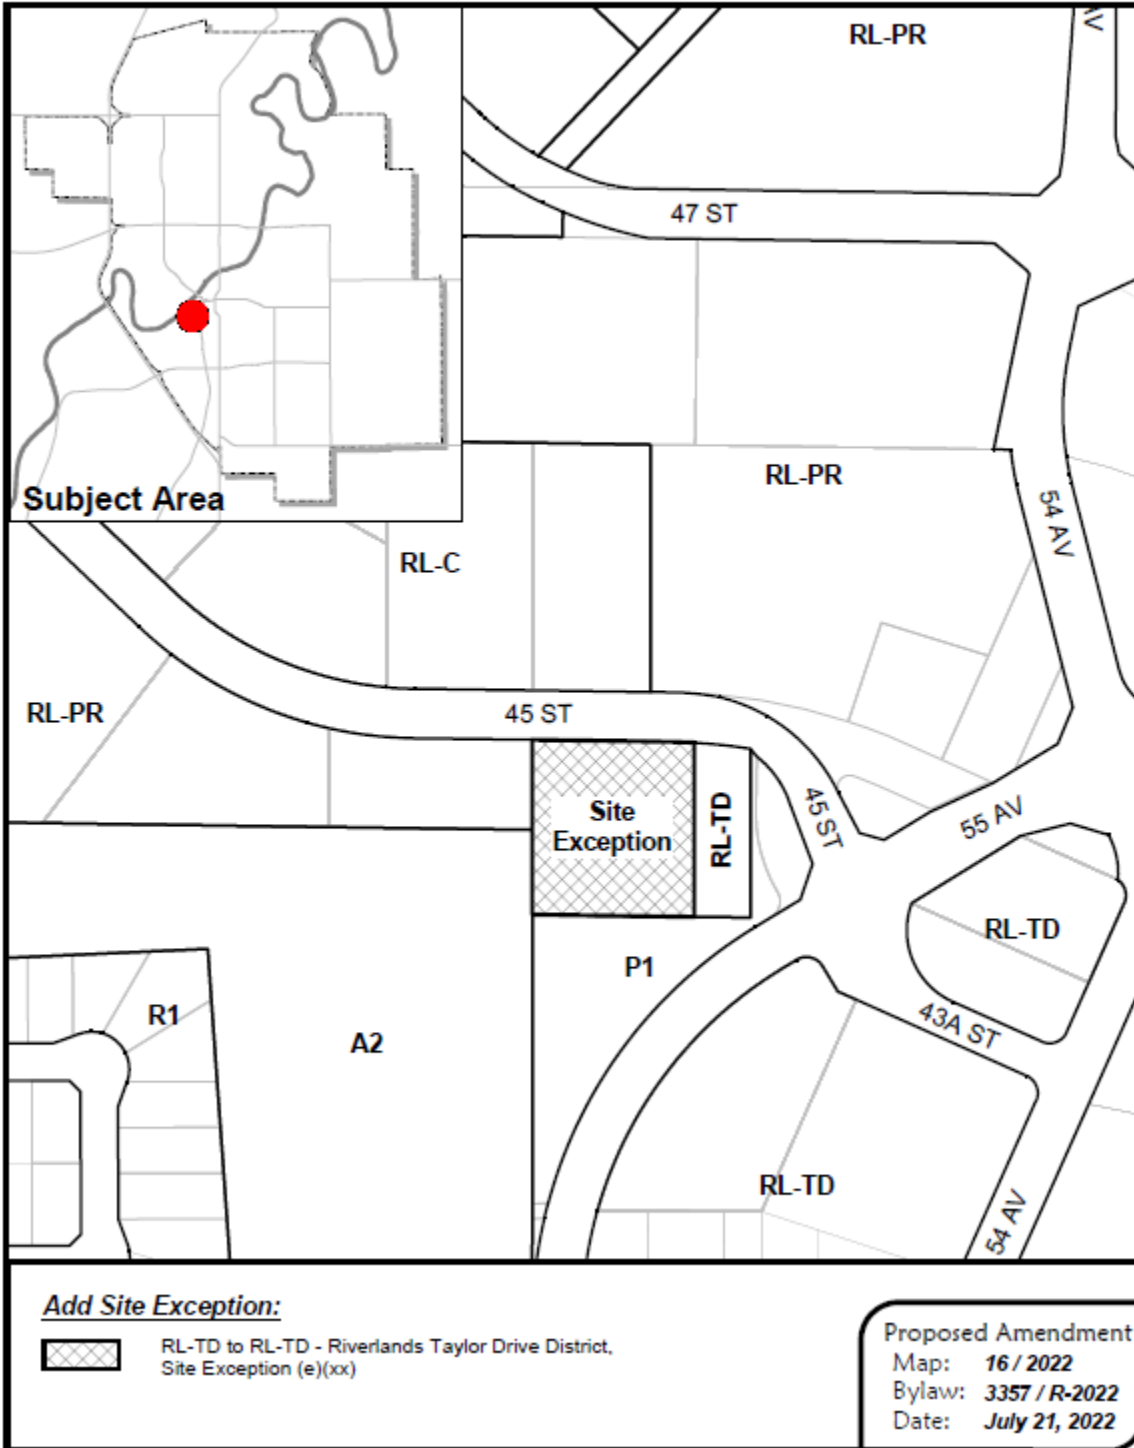 AV
RL-PR
47 ST
Subject Area
RL-PR
54 AV
RL-C
RL-PR
45 ST
Site
Exception
RL-TD
45 ST
55 AV
RL-TD
P1
R1
A2
43A ST
RL-TD
54 AV
Add Site Exception:
RL-TD to RL-TD - Riverlands Taylor Drive District,
Site Exception (e)(xx)
Proposed Amendment
Map: 16 / 2022
Bylaw: 3357 / R-2022
Date: July 21, 2022